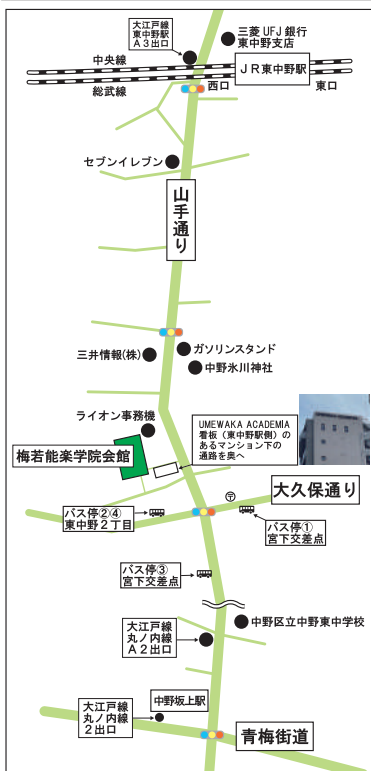 大江戸線
東中野駅
A3出口
三菱UFJ銀行
東中野支店
中央線
総武線
JR東中野駅
西口
東口
セブンイレブン
山手通り
三井情報(株)
ガソリンスタンド
中野氷川神社
ライオン事務機
梅若能楽学院会館
UMEWAKA ACADEMIA
看板(東中野駅側)の
あるマンション下の
通路を奥へ
大久保通り
バス停②④
東中野2丁目
〒
バス停①
宮下交差点
バス停③
宮下交差点
大江戸線
丸ノ内線
A2出口
中野区立中野東中学校
大江戸線
丸ノ内線
2出口
中野坂上駅
青梅街道